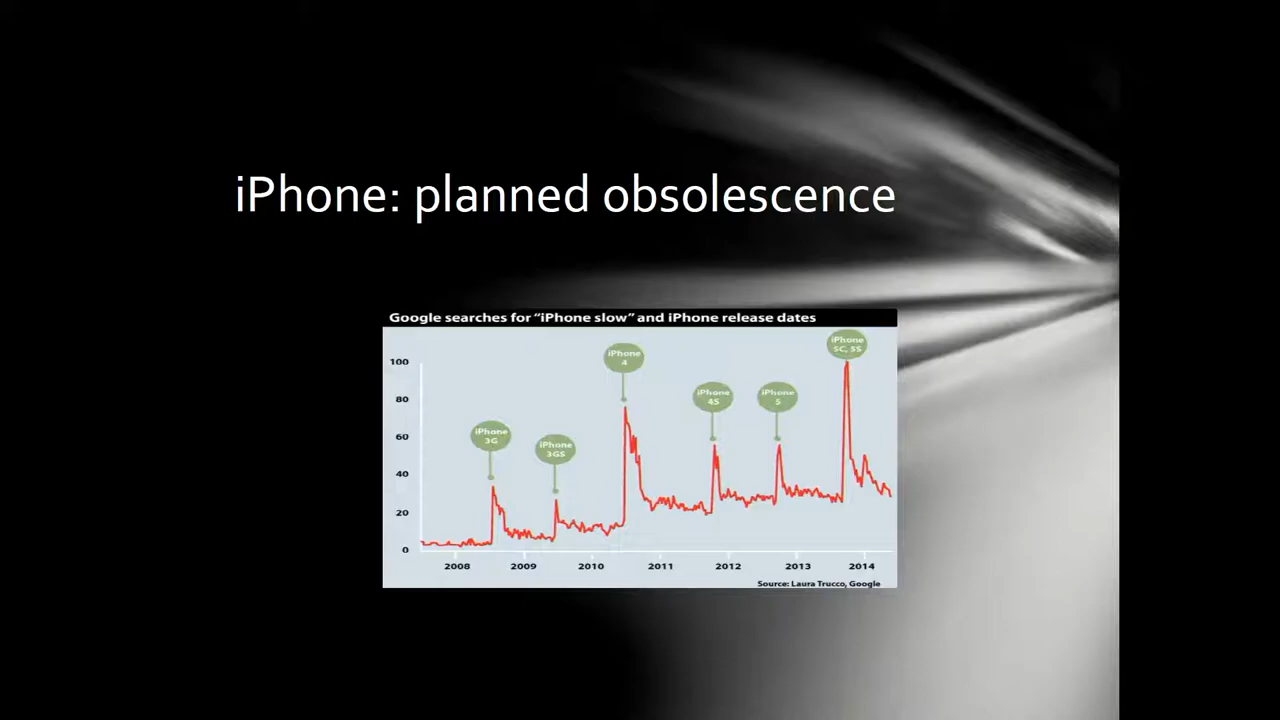 iPhone: planned obsolescence
Google searches for “iPhone slow” and iPhone release dates
iPhone
5C, 5S
iPhone
4
100
iPhone
4S
iPhone
5
80
iPhone
3G
iPhone
3GS
60
40
20
0
2008 2009 2010 2011 2012 2013 2014
Source: Laura Trucco, Google